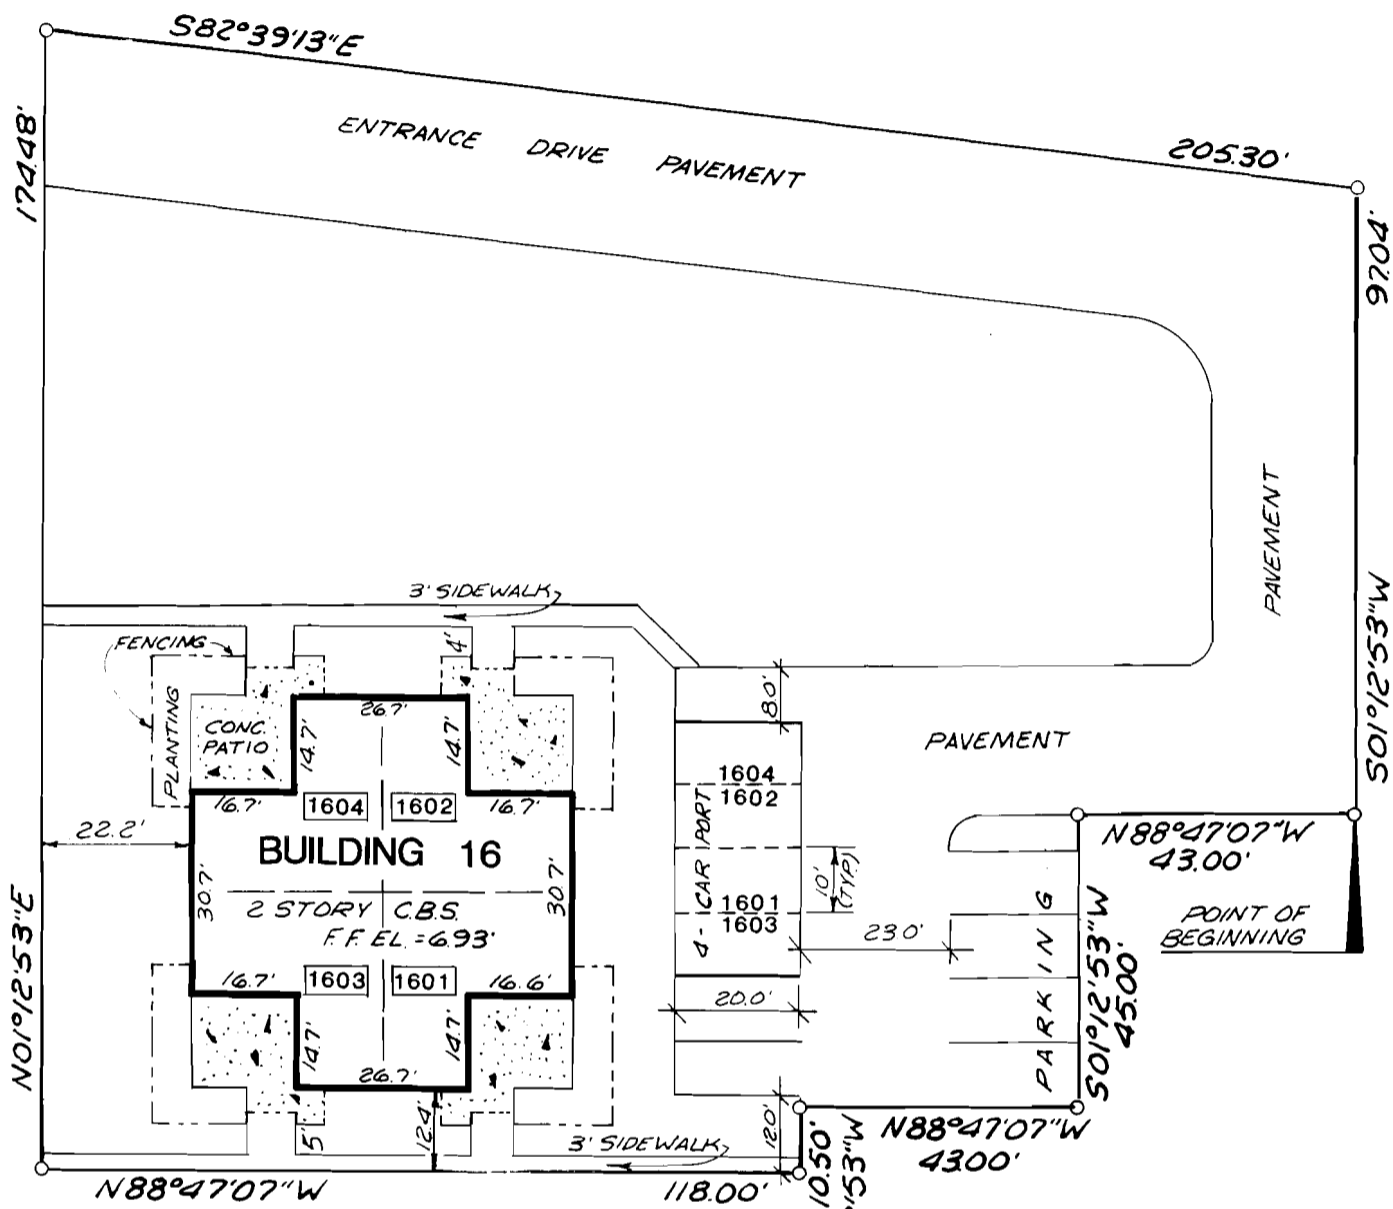 S82°39'13"E
205.30'
ENTRANCE DRIVE PAVEMENT
174.48'
97.04'
PAVEMENT
S01°12'53"W
3' SIDEWALK
FENCING
4'
PLANTING
CONC.
PATIO
26.7'
14.7'
14.7'
8.0'
PAVEMENT
16.7'
1604
1602
16.7'
1604
1602
22.2'
BUILDING 16
N88°47'07"W
43.00'
30.7'
30.7'
2 STORY C.B.S.
F.F. EL. = 6.93'
4 - CAR PORT
10'
(TYP)
1601
1603
23.0'
POINT OF
BEGINNING
N01°12'53"E
16.7'
1603
1601
16.6'
20.0'
PARKING
S01°12'53"W
45.00'
14.7'
14.7'
26.7'
5'
12.4'
3' SIDEWALK
12.0'
10.50'
'53"W
N88°47'07"W
43.00'
N88°47'07"W
118.00'